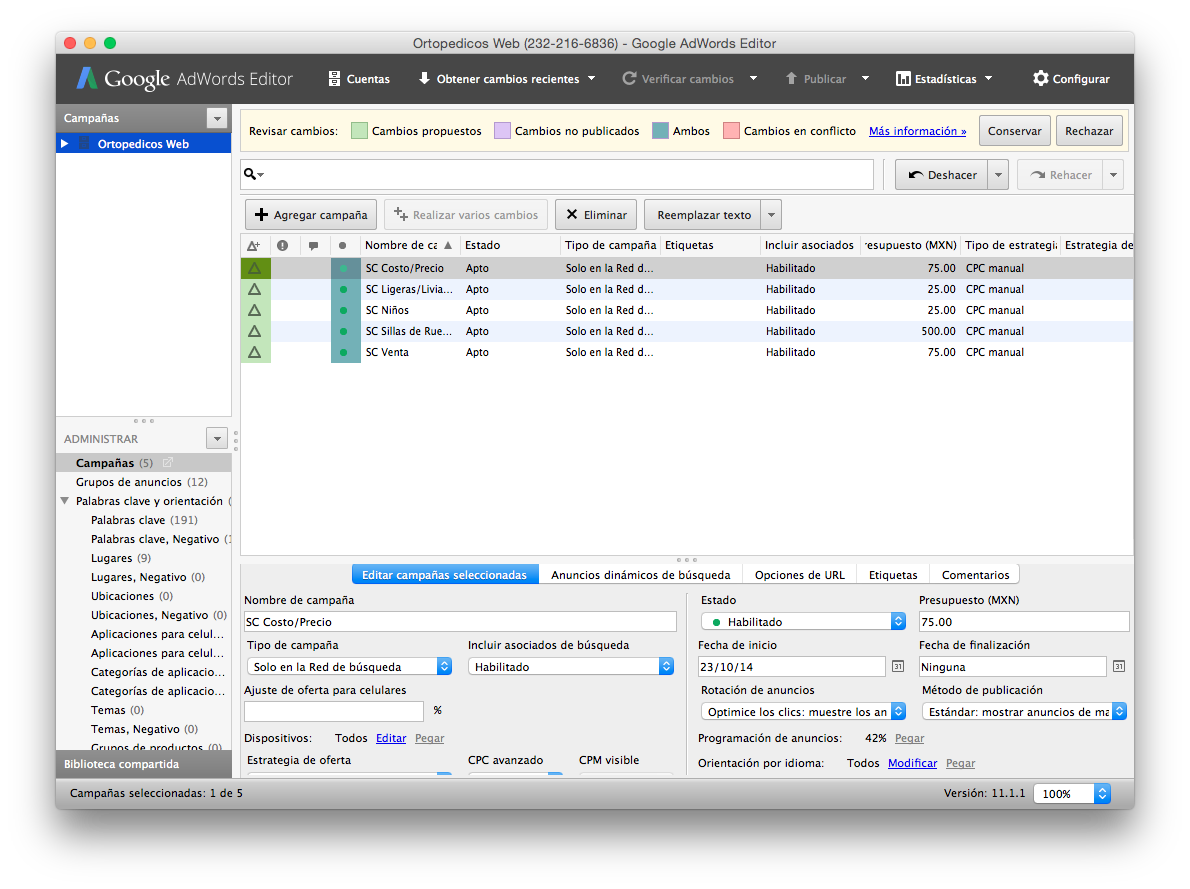 Ortopedicos Web (232-216-6836) - Google AdWords Editor
Google AdWords Editor Cuentas Obtener cambios recientes Verificar cambios Publicar Estadísticas Configurar
Campañas
Ortopedicos Web
Revisar cambios: Cambios propuestos Cambios no publicados Ambos Cambios en conflicto Más información » Conservar Rechazar
Deshacer Rehacer
Agregar campaña Realizar varios cambios Eliminar Reemplazar texto
Nombre de ca Estado Tipo de campaña Etiquetas Incluir asociados resupuesto (MXN) Tipo de estrategia Estrategia de
SC Costo/Precio Apto Solo en la Red d... Habilitado 75.00 CPC manual
SC Ligeras/Livia... Apto Solo en la Red d... Habilitado 25.00 CPC manual
SC Niños Apto Solo en la Red d... Habilitado 25.00 CPC manual
SC Sillas de Rue... Apto Solo en la Red d... Habilitado 500.00 CPC manual
SC Venta Apto Solo en la Red d... Habilitado 75.00 CPC manual
ADMINISTRAR
Campañas (5)
Grupos de anuncios (12)
Palabras clave y orientación (
Palabras clave (191)
Palabras clave, Negativo (1
Lugares (9)
Lugares, Negativo (0)
Ubicaciones (0)
Ubicaciones, Negativo (0)
Aplicaciones para celul...
Aplicaciones para celul...
Categorías de aplicacio...
Categorías de aplicacio...
Temas (0)
Temas, Negativo (0)
Grupos de productos (0)
Biblioteca compartida
Editar campañas seleccionadas Anuncios dinámicos de búsqueda Opciones de URL Etiquetas Comentarios
Nombre de campaña
SC Costo/Precio
Tipo de campaña Incluir asociados de búsqueda
Solo en la Red de búsqueda Habilitado
Ajuste de oferta para celulares
%
Dispositivos: Todos Editar Pegar
Estrategia de oferta CPC avanzado CPM visible
Estado Presupuesto (MXN)
Habilitado 75.00
Fecha de inicio Fecha de finalización
23/10/14 31 Ninguna 31
Rotación de anuncios Método de publicación
Optimice los clics: muestre los an Estándar: mostrar anuncios de ma
Programación de anuncios: 42% Pegar
Orientación por idioma: Todos Modificar Pegar
Campañas seleccionadas: 1 de 5 Versión: 11.1.1 100%